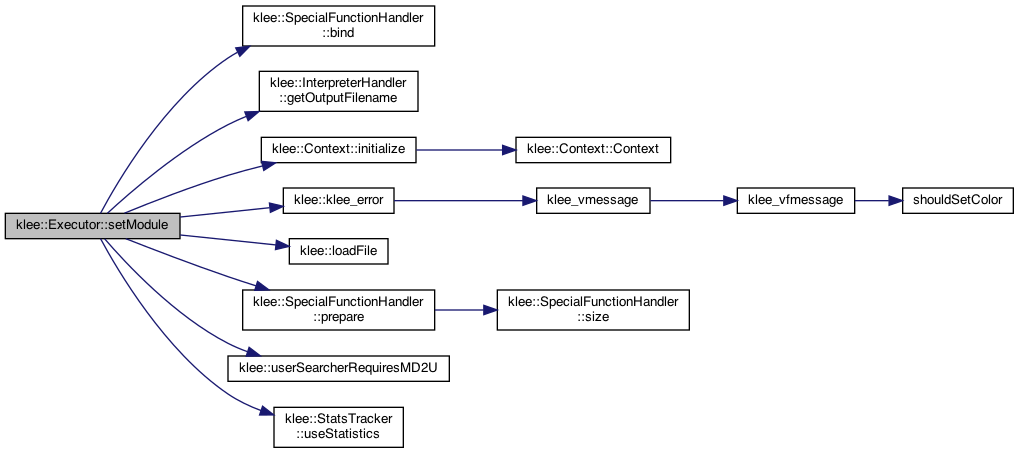 klee::SpecialFunctionHandler
::bind
klee::InterpreterHandler
::getOutputFilename
klee::Context::initialize
klee::Context::Context
klee::klee_error
klee_vmessage
klee_vfmessage
shouldSetColor
klee::Executor::setModule
klee::loadFile
klee::SpecialFunctionHandler
::prepare
klee::SpecialFunctionHandler
::size
klee::userSearcherRequiresMD2U
klee::StatsTracker
::useStatistics